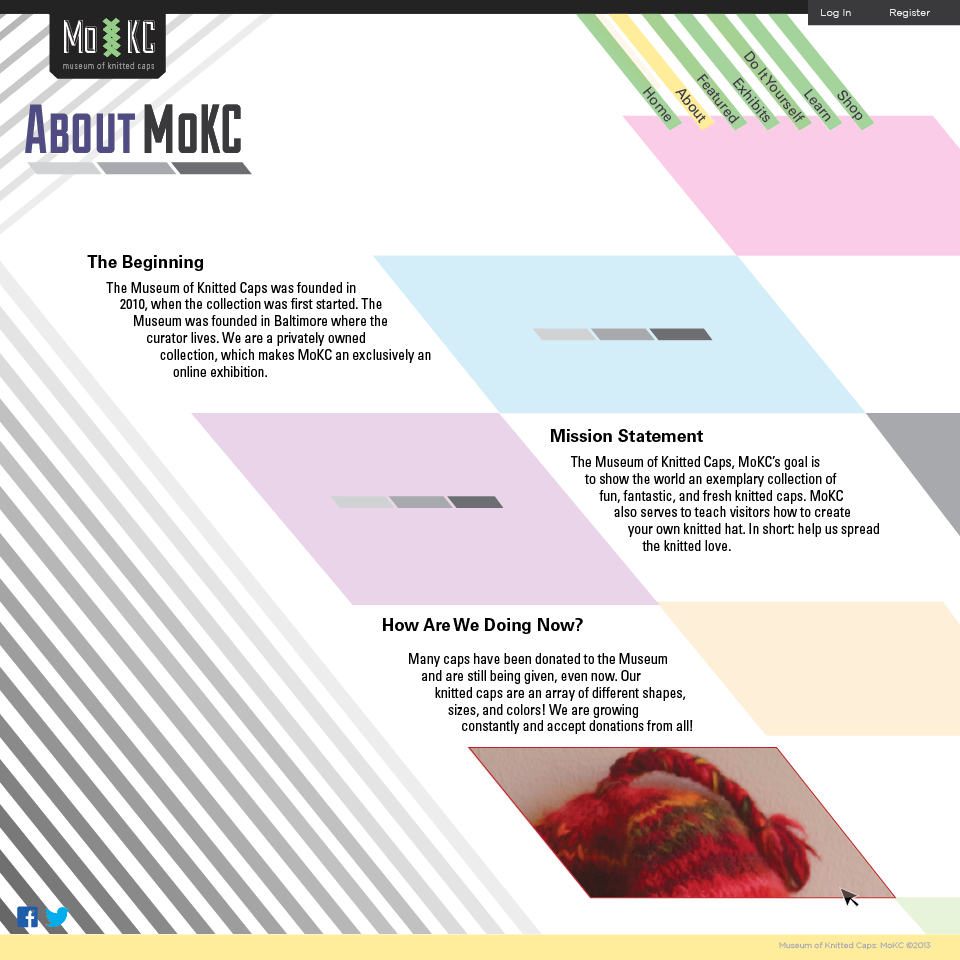 Log In Register
Mo KC
museum of knitted caps
Home
About
Featured
Exhibits
Do It Yourself
Learn
Shop
About MoKC
The Beginning
The Museum of Knitted Caps was founded in
2010, when the collection was first started. The
Museum was founded in Baltimore where the
curator lives. We are a privately owned
collection, which makes MoKC an exclusively an
online exhibition.
Mission Statement
The Museum of Knitted Caps, MoKC's goal is
to show the world an exemplary collection of
fun, fantastic, and fresh knitted caps. MoKC
also serves to teach visitors how to create
your own knitted hat. In short: help us spread
the knitted love.
How Are We Doing Now?
Many caps have been donated to the Museum
and are still being given, even now. Our
knitted caps are an array of different shapes,
sizes, and colors! We are growing
constantly and accept donations from all!
Museum of Knitted Caps: MoKC ©2013